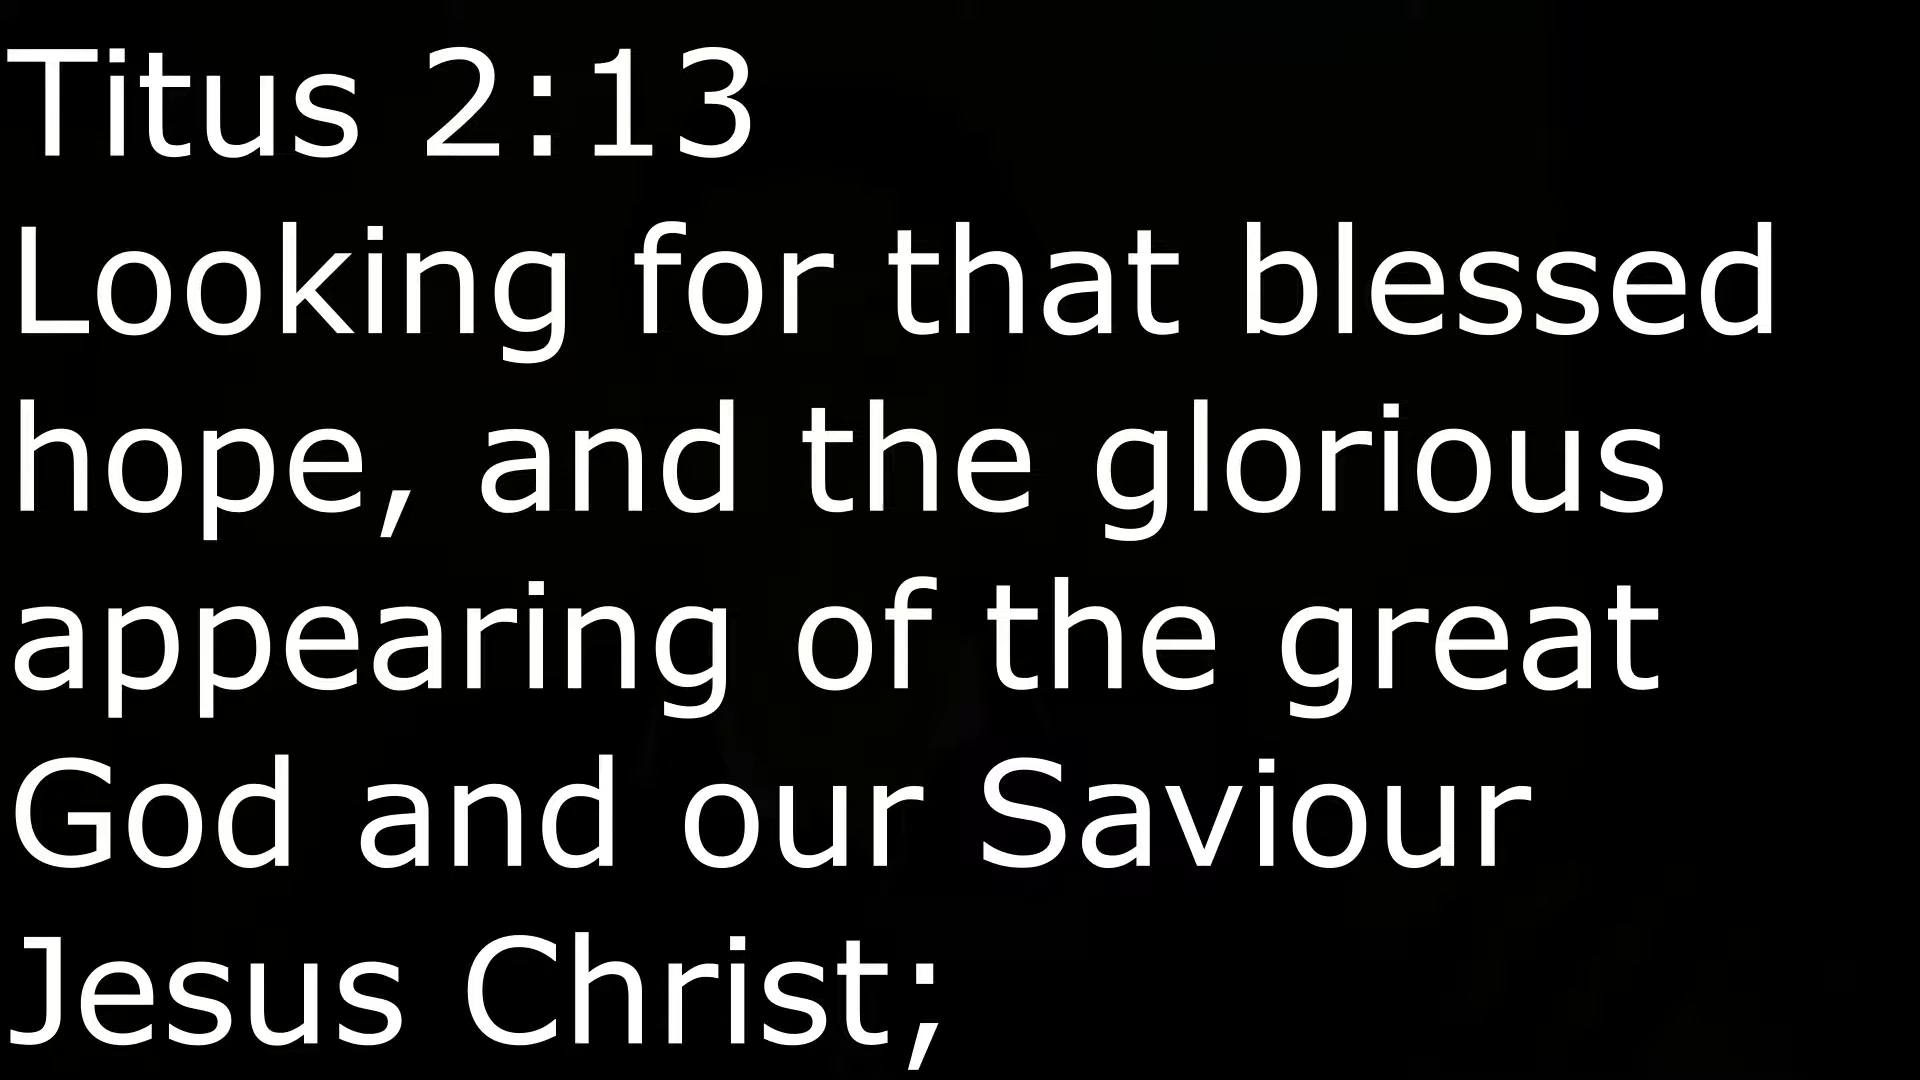 Titus 2:13
Looking for that blessed
hope, and the glorious
appearing of the great
God and our Saviour
Jesus Christ;